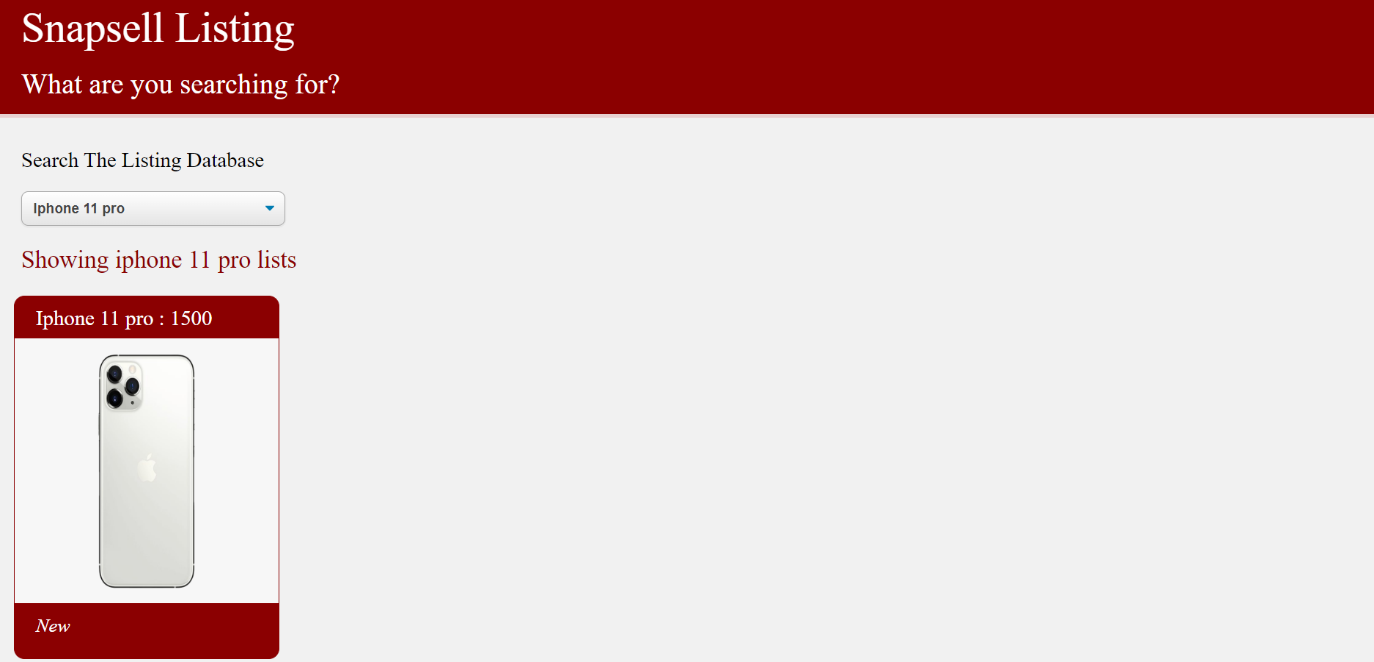 Snapsell Listing
What are you searching for?
Search The Listing Database
Iphone 11 pro
Showing iphone 11 pro lists
Iphone 11 pro : 1500
New